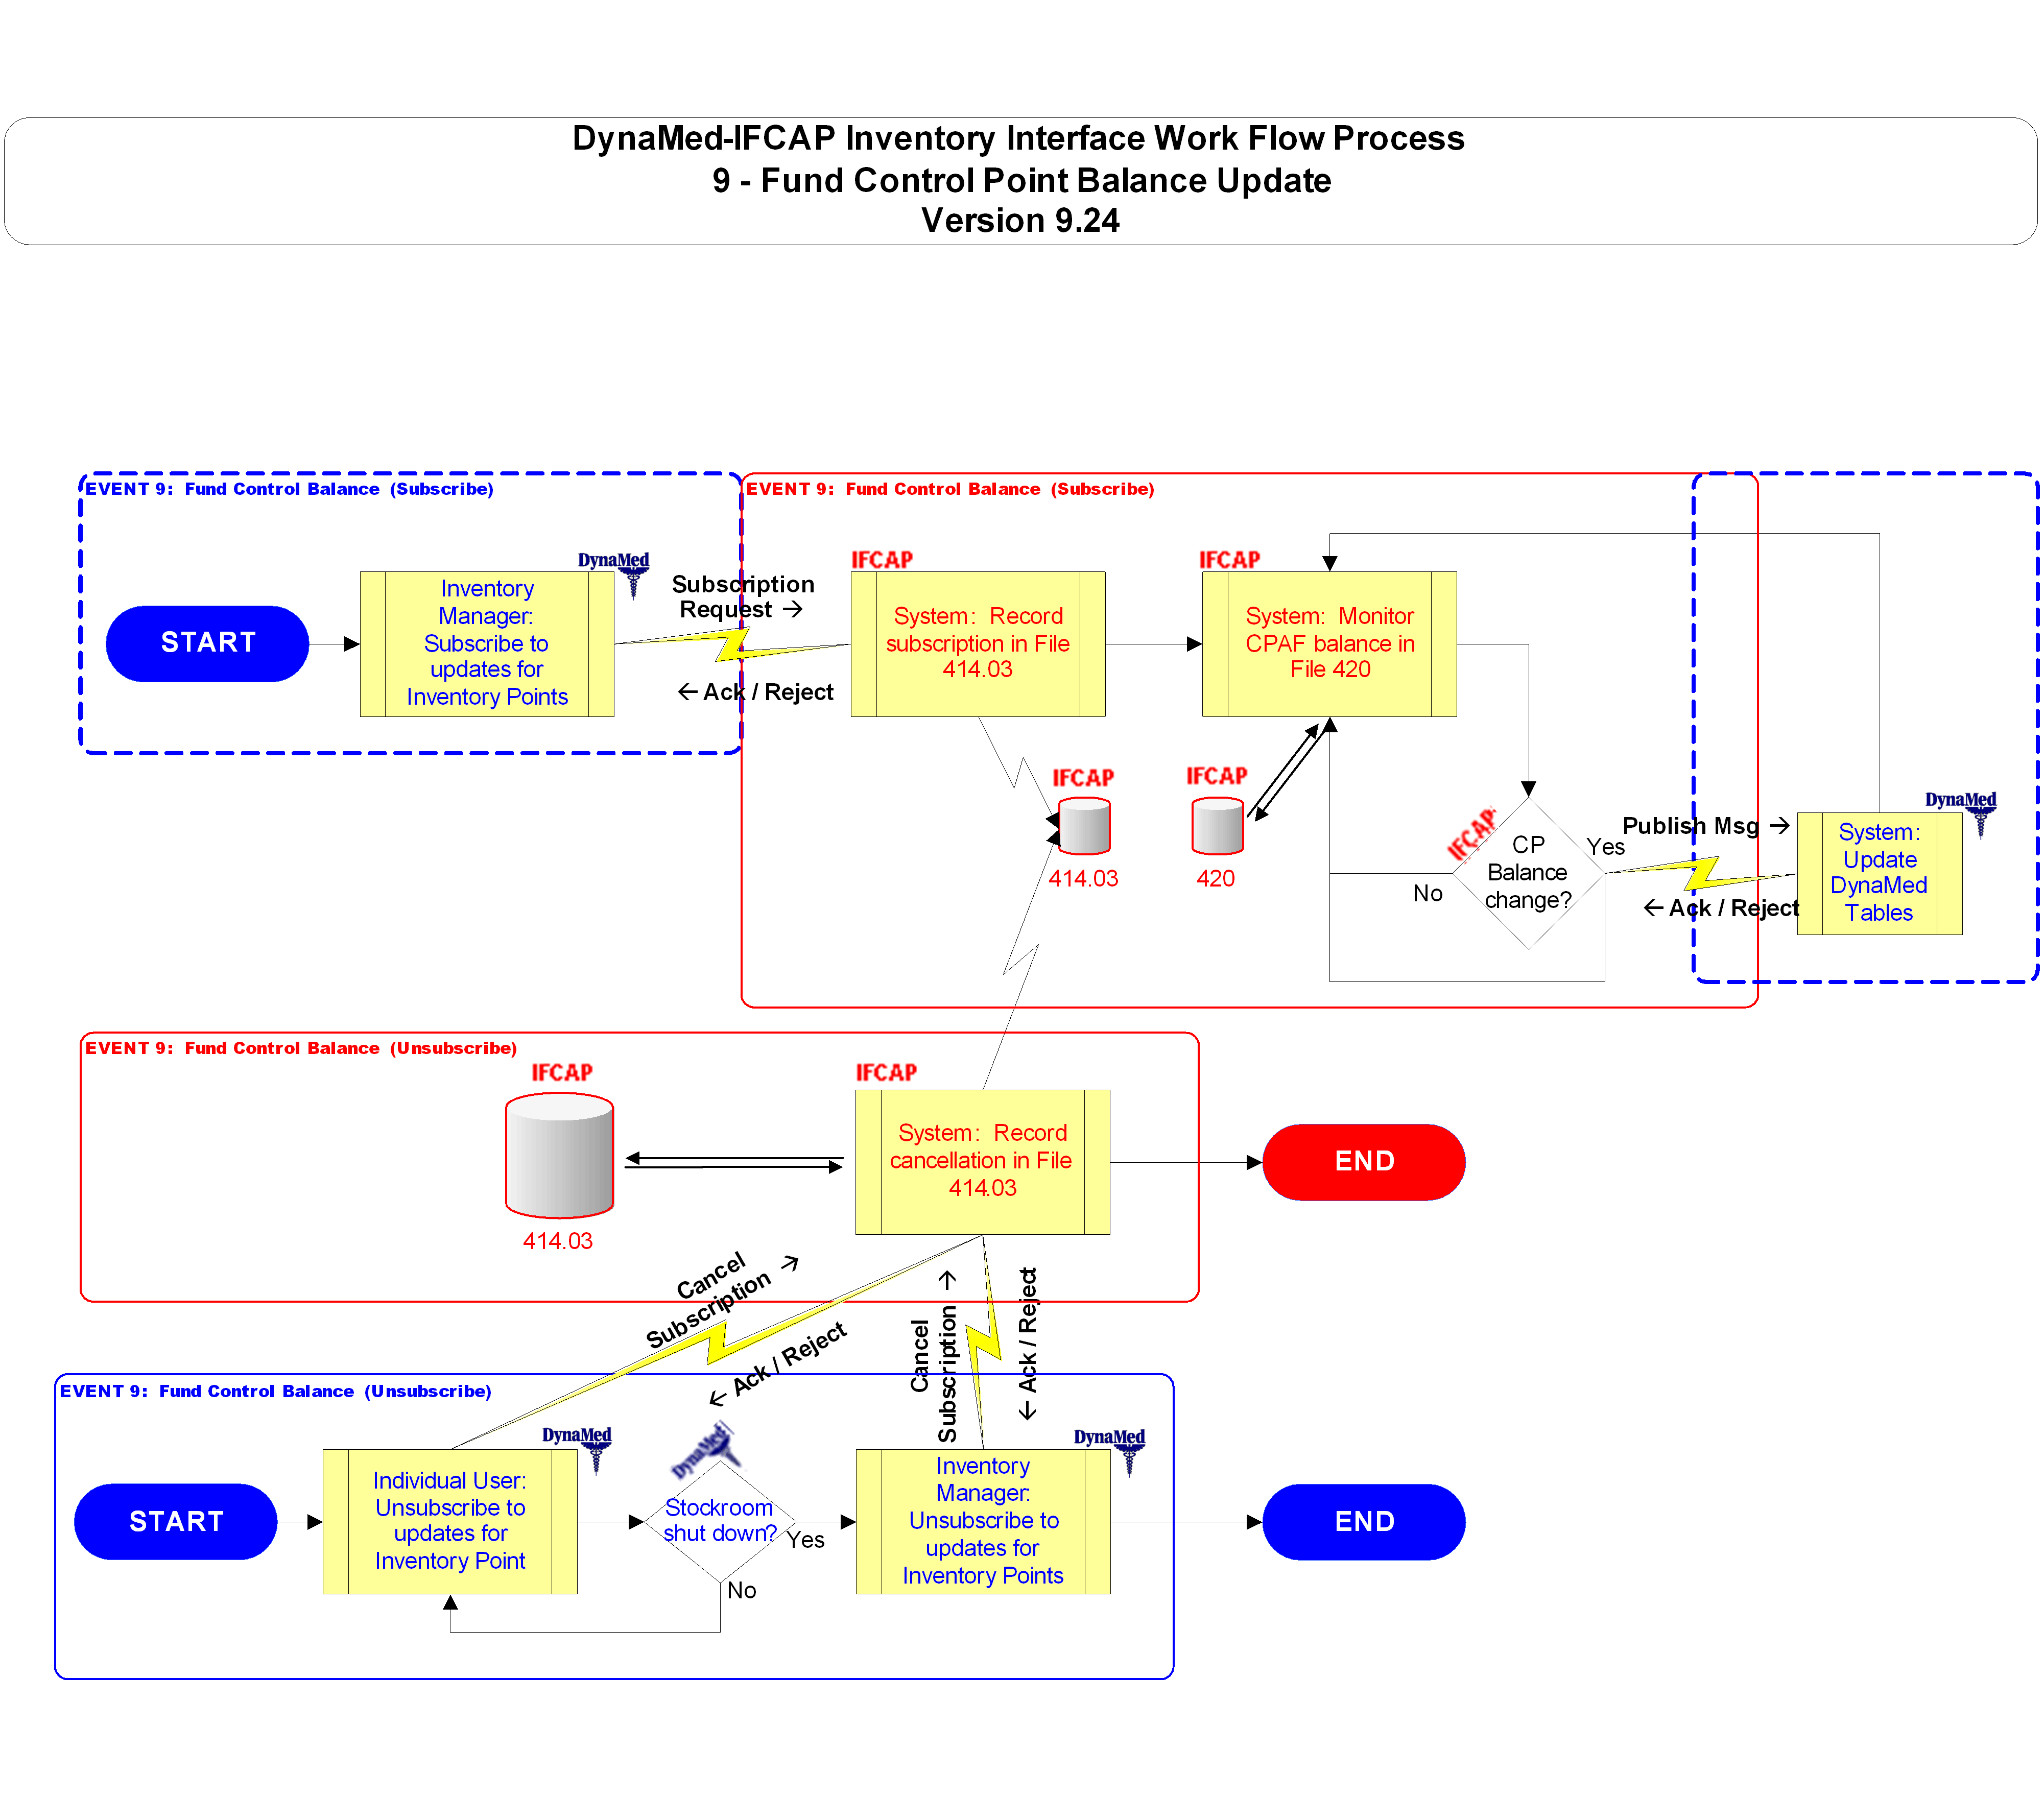 DynaMed-IFCAP Inventory Interface Work Flow Process
9 - Fund Control Point Balance Update
Version 9.24
EVENT 9: Fund Control Balance (Subscribe)
START
DynaMed
Inventory
Manager:
Subscribe to
updates for
Inventory Points
Subscription
Request →
← Ack / Reject
EVENT 9: Fund Control Balance (Subscribe)
IFCAP
System: Record
subscription in File
414.03
IFCAP
System: Monitor
CPAF balance in
File 420
IFCAP
414.03
IFCAP
420
IFCAP
CP
Balance
change?
Yes
No
Publish Msg →
← Ack / Reject
DynaMed
System:
Update
DynaMed
Tables
EVENT 9: Fund Control Balance (Unsubscribe)
IFCAP
414.03
IFCAP
System: Record
cancellation in File
414.03
END
Cancel
Subscription →
← Ack / Reject
Cancel
Subscription →
← Ack / Reject
EVENT 9: Fund Control Balance (Unsubscribe)
START
DynaMed
Individual User:
Unsubscribe to
updates for
Inventory Point
DynaMed
Stockroom
shut down?
Yes
No
DynaMed
Inventory
Manager:
Unsubscribe to
updates for
Inventory Points
END